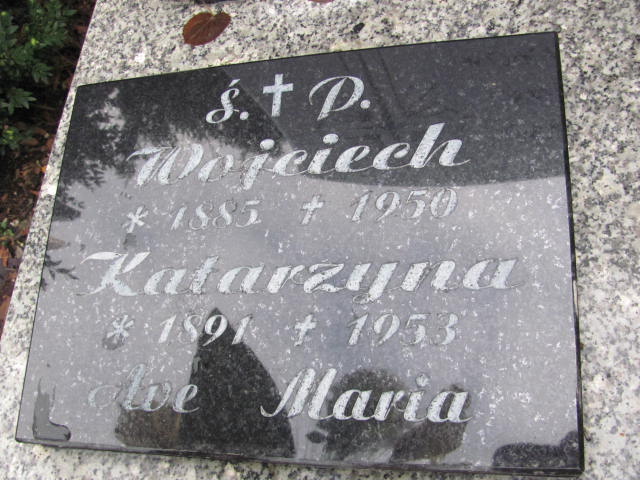 Ś. ✝ P.
Wojciech
* 1885 ✝ 1950
Katarzyna
* 1891 ✝ 1953
Ave Maria